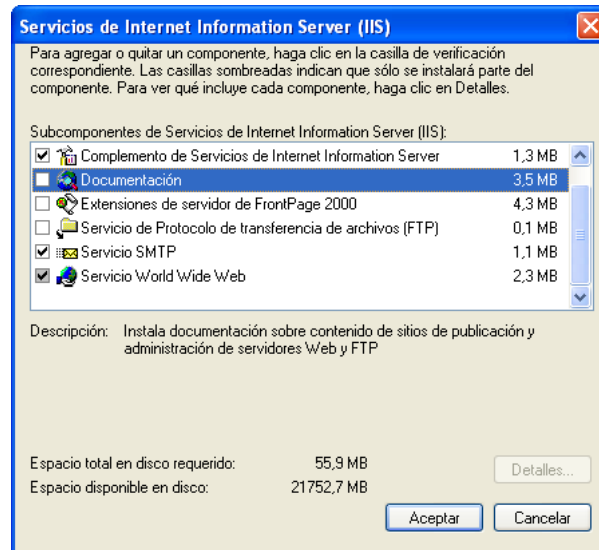 Servicios de Internet Information Server (IIS)
Para agregar o quitar un componente, haga clic en la casilla de verificación
correspondiente. Las casillas sombreadas indican que sólo se instalará parte del
componente. Para ver qué incluye cada componente, haga clic en Detalles.
Subcomponentes de Servicios de Internet Information Server (IIS):
Complemento de Servicios de Internet Information Server 1,3 MB
Documentación 3,5 MB
Extensiones de servidor de FrontPage 2000 4,3 MB
Servicio de Protocolo de transferencia de archivos (FTP) 0,1 MB
Servicio SMTP 1,1 MB
Servicio World Wide Web 2,3 MB
Descripción: Instala documentación sobre contenido de sitios de publicación y
administración de servidores Web y FTP
Espacio total en disco requerido: 55,9 MB
Espacio disponible en disco: 21752,7 MB
Detalles...
Aceptar Cancelar